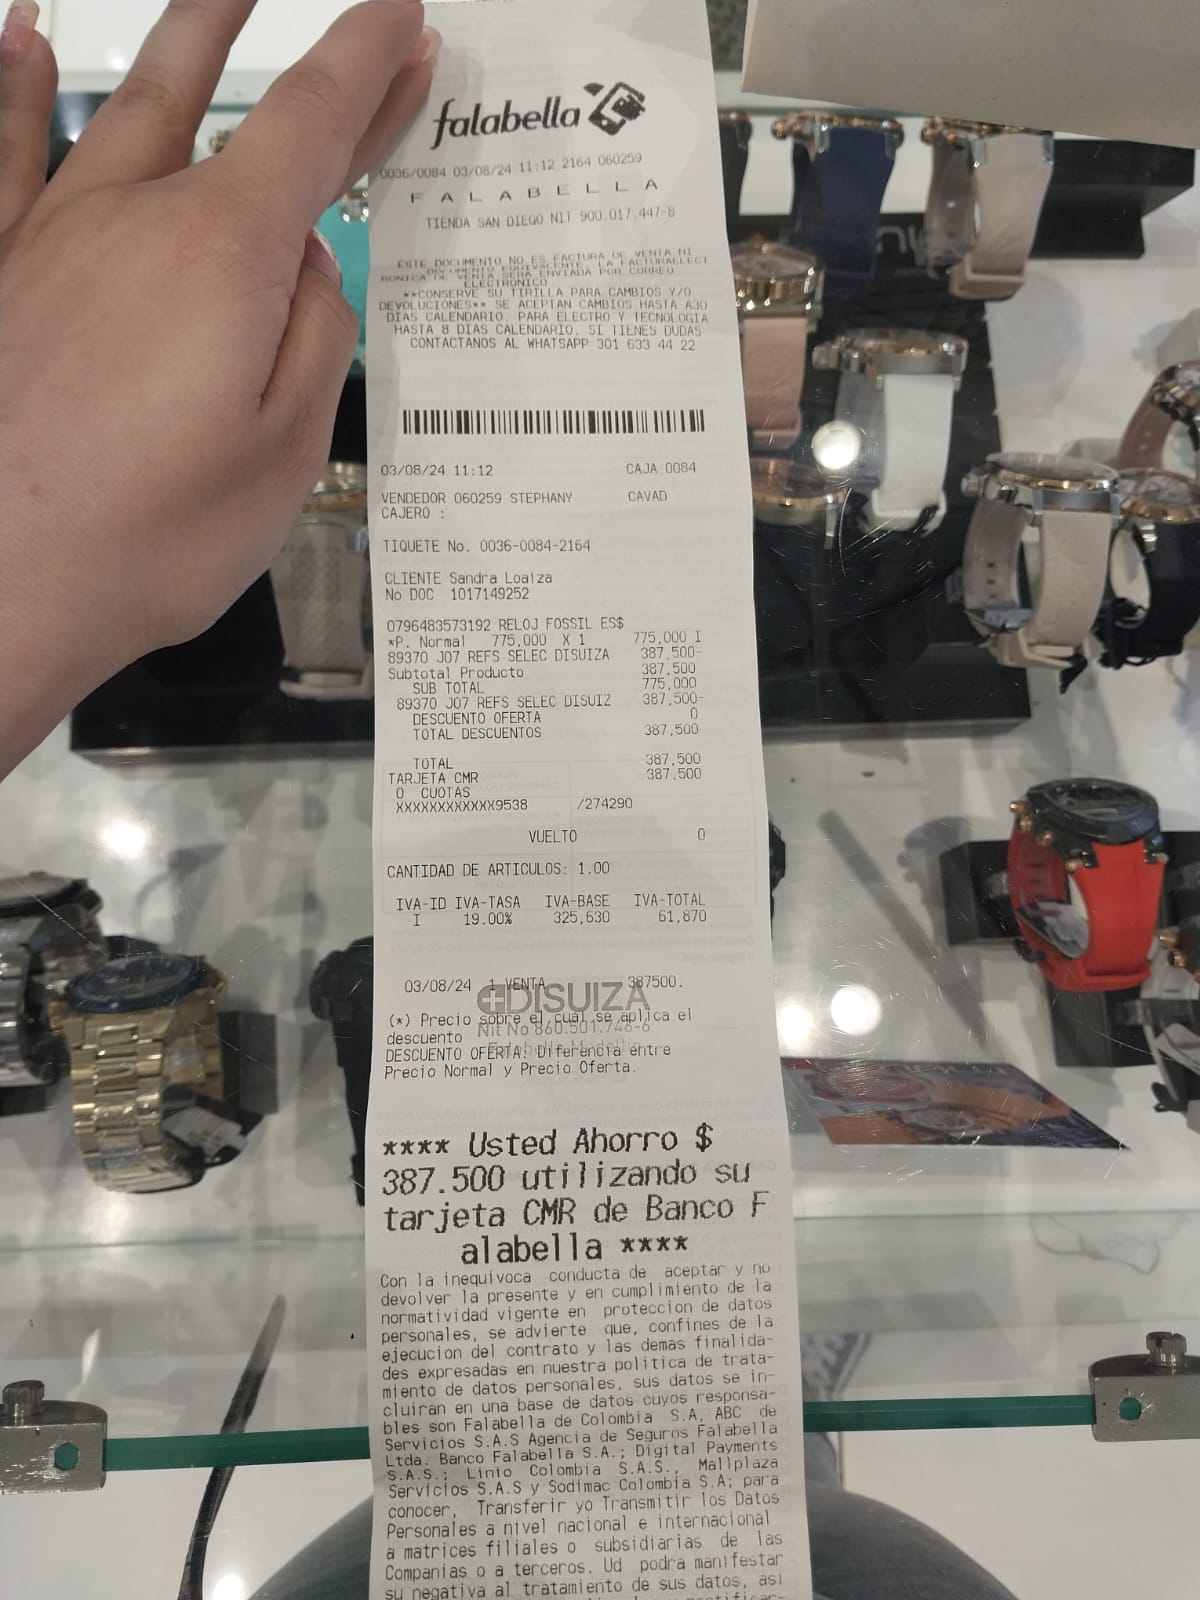 falabella
0036/0084 03/08/24 11:12 2164 060259
F A L A B E L L A
TIENDA SAN DIEGO NIT 900.017.447-8
ESTE DOCUMENTO NO ES FACTURA DE VENTA NI
DOCUMENTO EQUIVALENTE, LA FACTURAELECT
RONICA DE VENTA SERA ENVIADA POR CORREO
ELECTRONICO
**CONSERVE SU TIRILLA PARA CAMBIOS Y/O
DEVOLUCIONES** SE ACEPTAN CAMBIOS HASTA A30
DIAS CALENDARIO. PARA ELECTRO Y TECNOLOGIA
HASTA 8 DIAS CALENDARIO. SI TIENES DUDAS
CONTACTANOS AL WHATSAPP 301 633 44 22
03/08/24 11:12 CAJA 0084
VENDEDOR 060259 STEPHANY CAVAD
CAJERO :
TIQUETE No. 0036-0084-2164
CLIENTE Sandra Loaiza
No DOC 1017149252
0796483573192 RELOJ FOSSIL ES$
*P. Normal 775,000 X 1 775,000 I
89370 J07 REFS SELEC DISUIZA 387,500-
Subtotal Producto 387,500
SUB TOTAL 775,000
89370 J07 REFS SELEC DISUIZ 387,500-
DESCUENTO OFERTA 0
TOTAL DESCUENTOS 387,500
TOTAL 387,500
TARJETA CMR 387,500
0 CUOTAS
XXXXXXXXXXXX9538 /274290
VUELTO 0
CANTIDAD DE ARTICULOS: 1.00
IVA-ID IVA-TASA IVA-BASE IVA-TOTAL
I 19.00% 325,630 61,870
03/08/24 1 VENTA 387500.
DISUIZA
(*) Precio sobre el cual se aplica el
Nit No 860.501.746-6
descuento
Falabella Medellin
DESCUENTO OFERTA: Diferencia entre
Precio Normal y Precio Oferta.
**** Usted Ahorro $
387.500 utilizando su
tarjeta CMR de Banco F
alabella ****
Con la inequivoca conducta de aceptar y no
devolver la presente y en cumplimiento de la
normatividad vigente en proteccion de datos
personales, se advierte que, confines de la
ejecucion del contrato y las demas finalida-
des expresadas en nuestra politica de trata-
miento de datos personales, sus datos se in-
cluiran en una base de datos cuyos responsa-
bles son Falabella de Colombia S.A, ABC de
Servicios S.A.S Agencia de Seguros Falabella
Ltda. Banco Falabella S.A.; Digital Payments
S.A.S.; Linio Colombia S.A.S., Mallplaza
Servicios S.A.S y Sodimac Colombia S.A; para
conocer, Transferir yo Transmitir los Datos
Personales a nivel nacional e internacional
a matrices filiales o subsidiarias de las
Companias o a terceros. Ud podra manifestar
su negativa al tratamiento de sus datos, asi